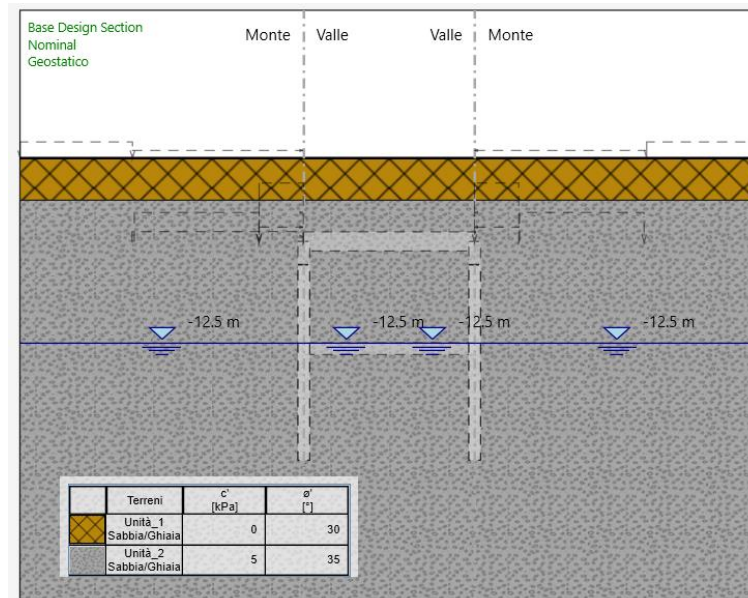 Base Design Section
Nominal
Geostatico
Monte Valle Valle Monte
-12.5 m -12.5 m -12.5 m -12.5 m
Terreni c' ø'
[kPa] [°]
Unità_1
Sabbia/Ghiaia 0 30
Unità_2
Sabbia/Ghiaia 5 35